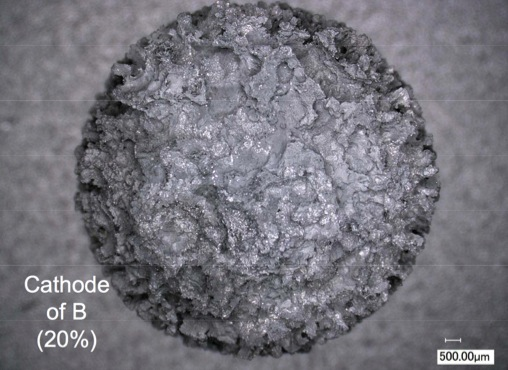 Cathode
of B
(20%)
500.00µm